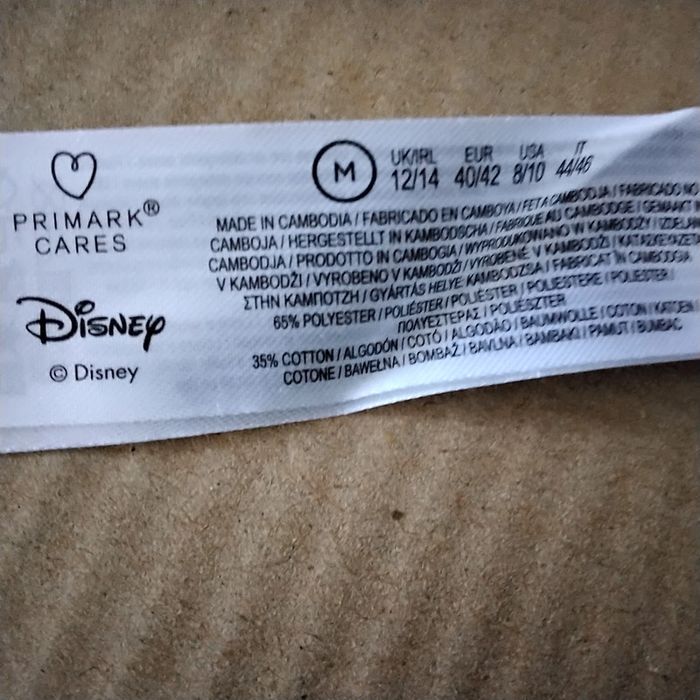 PRIMARK®
CARES
DISNEY
© Disney
M
UK/IRL EUR USA IT
12/14 40/42 8/10 44/46
MADE IN CAMBODIA / FABRICADO EN CAMBOYA / FETA A CAMBODJA / FABRICADO NO
CAMBOJA / HERGESTELLT IN KAMBODSCHA / FABRIQUE AU CAMBODGE / GEMAAKT IN
CAMBODJA / PRODOTTO IN CAMBOGIA / WYPRODUKOWANO W KAMBODŻY / IZDELANO
V KAMBODŽI / VYROBENO V KAMBODŽI / VYROBENÉ V KAMBODŽI /
ΣΤΗΝ ΚΑΜΠΟΤΖΗ / GYÁRTÁS HELYE: KAMBODZSA / FABRICAT ÎN CAMBODGIA
65% POLYESTER / POLIÉSTER / POLIÈSTER / POLYESTER / POLIESTERE / POLIESTER /
ΠΟΛΥΕΣΤΕΡΑΣ / POLIÉSZTER
35% COTTON / ALGODÓN / COTÓ / ALGODÃO / BAUMWOLLE / COTON / KATOEN /
COTONE / BAWEŁNA / BOMBAŽ / BAVLNA / BAMBAKI / PAMUT / BUMBAC